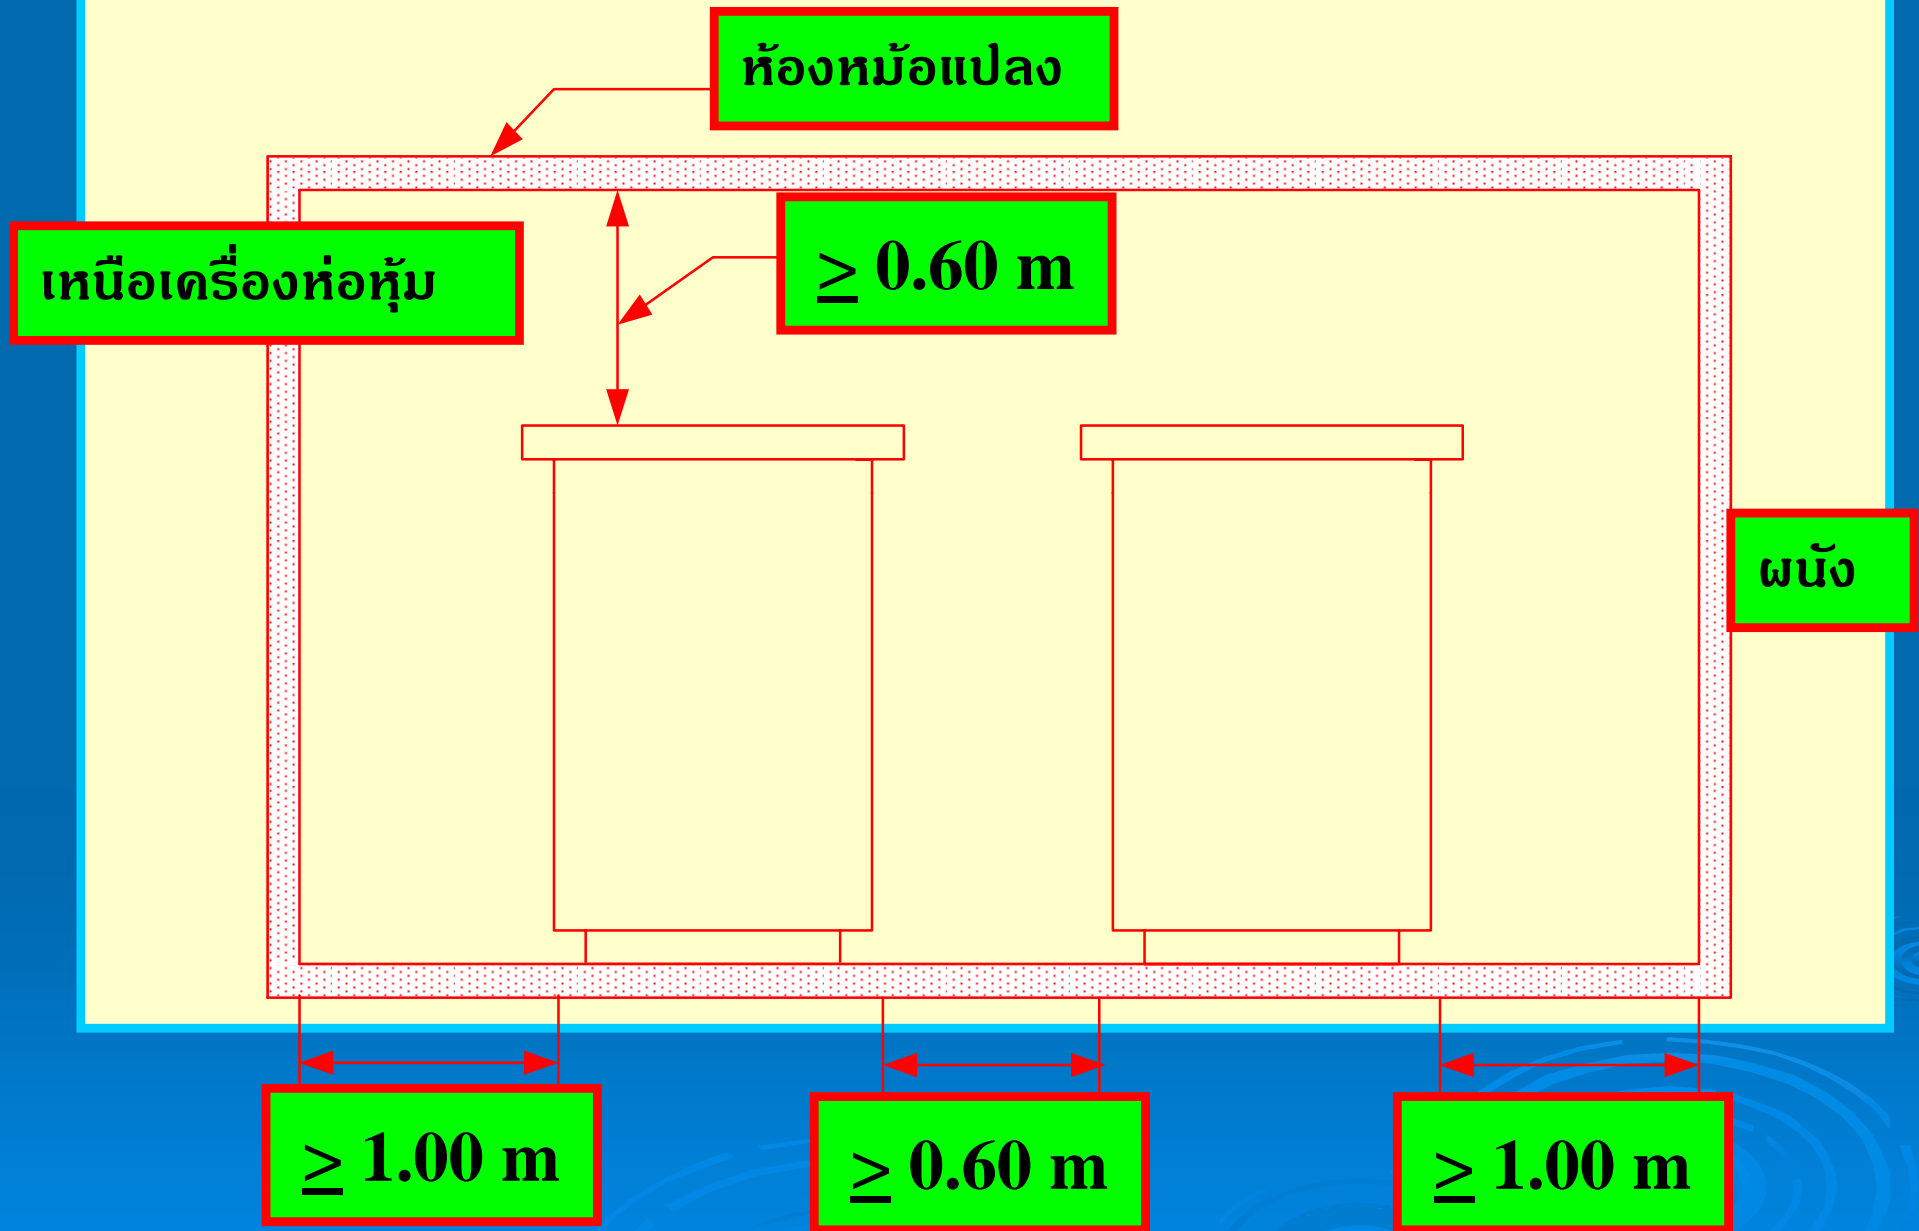 ห้องหม้อแปลง
≥ 0.60 m
เหนือเครื่องห่อหุ้ม
ผนัง
≥ 1.00 m
≥ 0.60 m
≥ 1.00 m